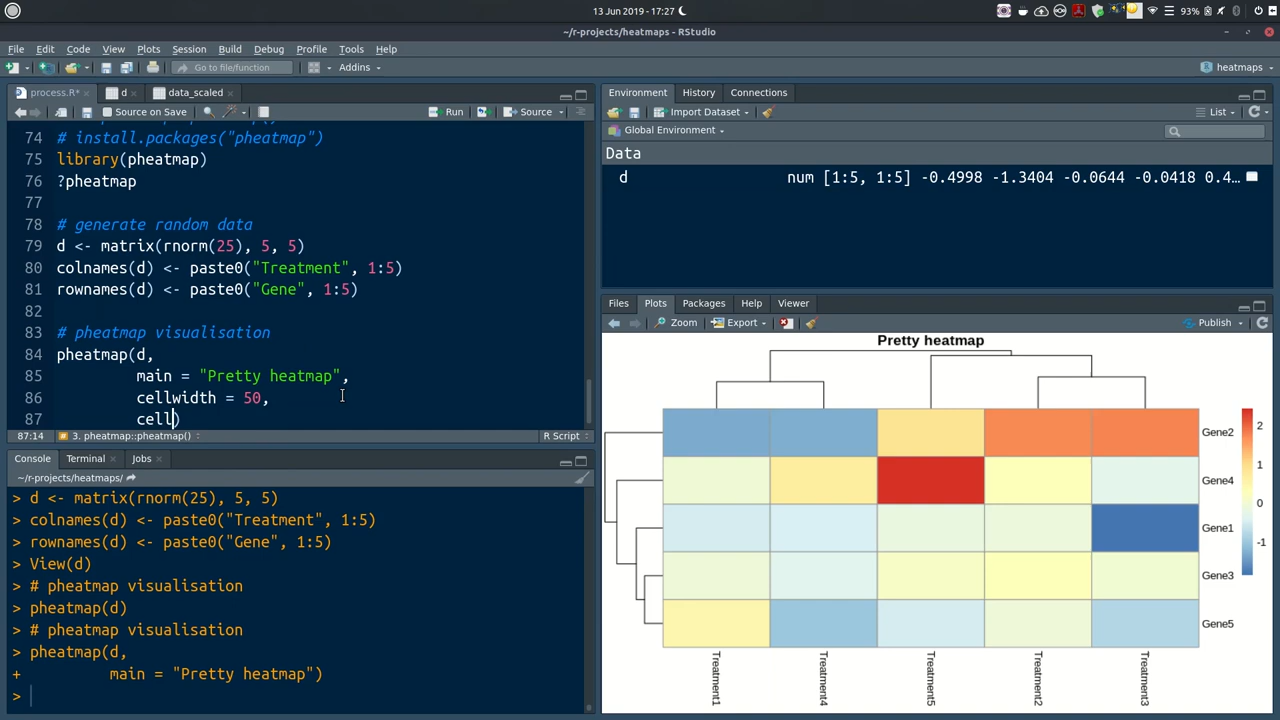 13 Jun 2019 - 17:27
93%
~/r-projects/heatmaps - RStudio
File Edit Code View Plots Session Build Debug Profile Tools Help
Go to file/function
Addins
heatmaps
process.R*
d
data_scaled
Source on Save
Run
Source
74 # install.packages("pheatmap")
75 library(pheatmap)
76 ?pheatmap
77
78 # generate random data
79 d <- matrix(rnorm(25), 5, 5)
80 colnames(d) <- paste0("Treatment", 1:5)
81 rownames(d) <- paste0("Gene", 1:5)
82
83 # pheatmap visualisation
84 pheatmap(d,
85 main = "Pretty heatmap",
86 cellwidth = 50,
87 cell)
87:14
3. pheatmap::pheatmap()
R Script
Console Terminal Jobs
~/r-projects/heatmaps/
> d <- matrix(rnorm(25), 5, 5)
> colnames(d) <- paste0("Treatment", 1:5)
> rownames(d) <- paste0("Gene", 1:5)
> View(d)
> # pheatmap visualisation
> pheatmap(d)
> # pheatmap visualisation
> pheatmap(d,
+ main = "Pretty heatmap")
>
Environment History Connections
Import Dataset
List
Global Environment
Data
d num [1:5, 1:5] -0.4998 -1.3404 -0.0644 -0.0418 0.4…
Files Plots Packages Help Viewer
Zoom
Export
Publish
Pretty heatmap
Gene2
Gene4
Gene1
Gene3
Gene5
2
1
0
-1
Treatment1
Treatment4
Treatment5
Treatment2
Treatment3